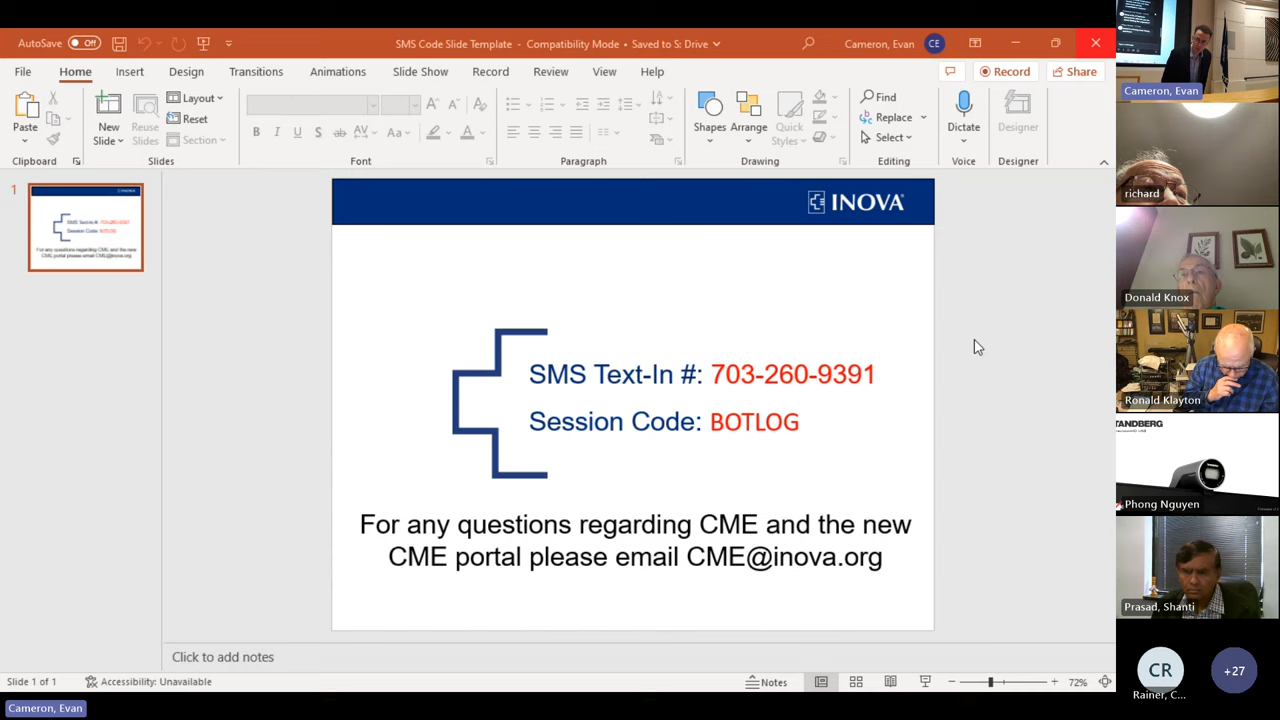 AutoSave Off
SMS Code Slide Template - Compatibility Mode • Saved to S: Drive
Cameron, Evan CE
File Home Insert Design Transitions Animations Slide Show Record Review View Help
Record Share
Paste
New Slide
Reuse Slides
Layout
Reset
Section
B I U S ab AV Aa A
Shapes Arrange Quick Styles
Find
Replace
Select
Dictate
Designer
Clipboard Slides Font Paragraph Drawing Editing Voice Designer
1
INOVA
SMS Text-In #: 703-260-9391
Session Code: BOTLOG
For any questions regarding CME and the new
CME portal please email CME@inova.org
Click to add notes
Slide 1 of 1 Accessibility: Unavailable Notes 72%
Cameron, Evan
Cameron, Evan
richard
Donald Knox
Ronald Klayton
TANDBERG
Phong Nguyen
Prasad, Shanti
CR
Rainer, C...
+27